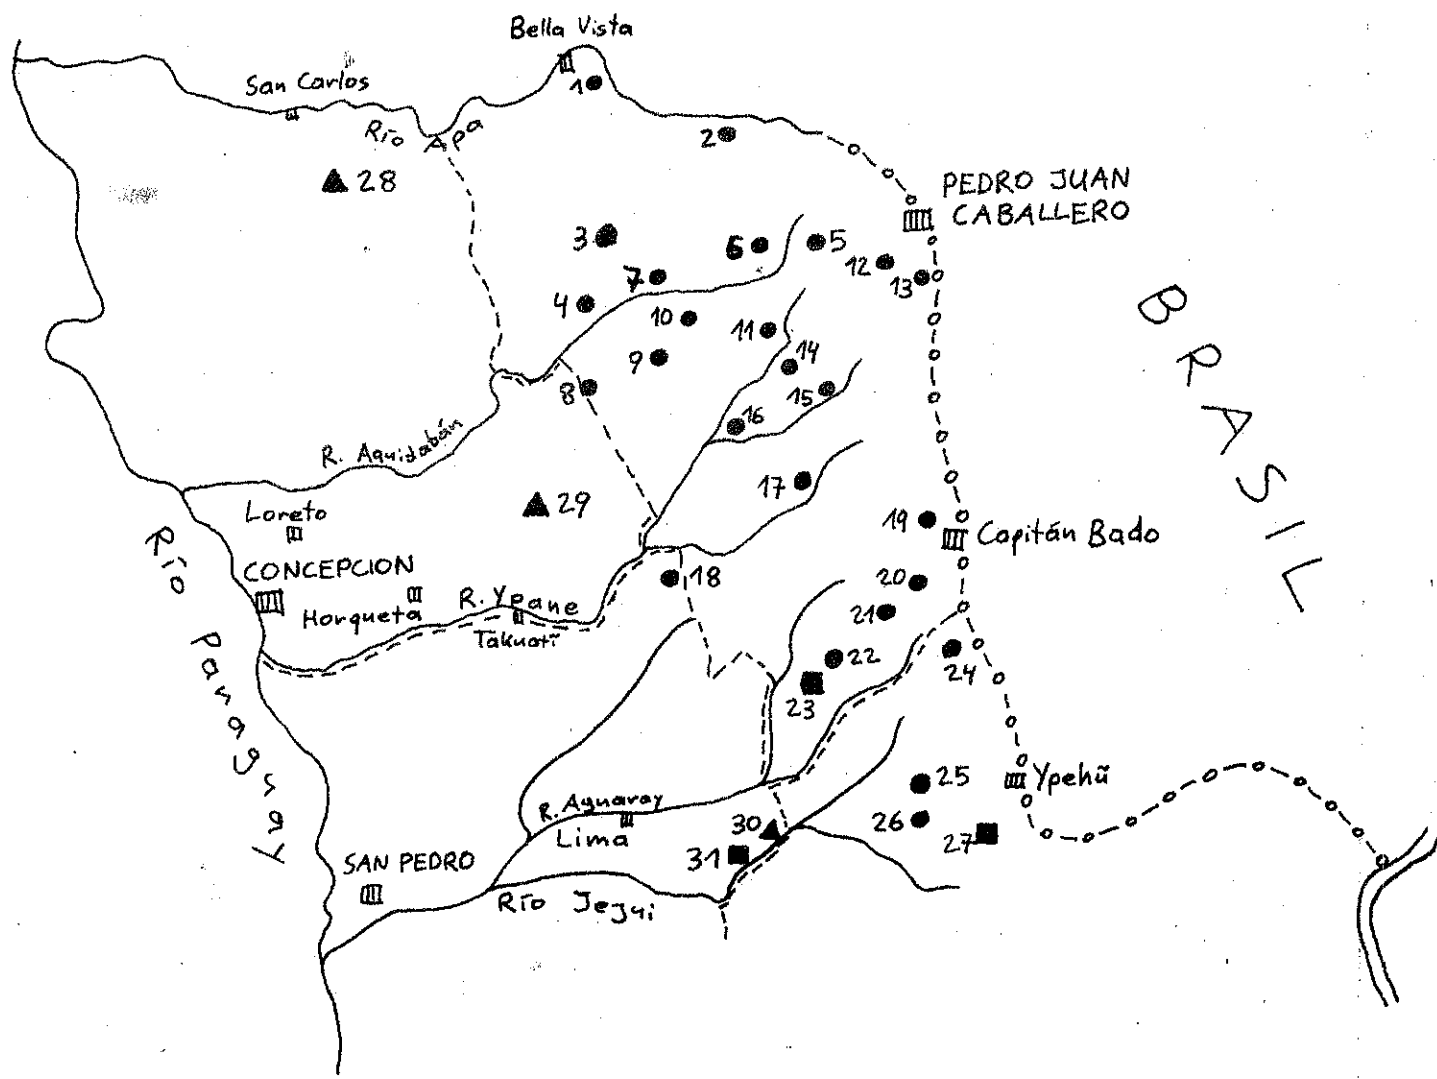 Bella Vista
San Carlos
1
Río Apa
2
28
PEDRO JUAN
CABALLERO
3
6
5
12
7
13
4
10
11
BRASIL
9
14
8
15
16
R. Aquidabán
17
29
Loreto
19
Capitán Bado
CONCEPCION
18
20
Horqueta
R. Ypane
21
Takuatĩ
Río Paraguay
22
24
23
25
Ypehũ
R. Aguaray
26
Lima
30
27
31
SAN PEDRO
Río Jejui